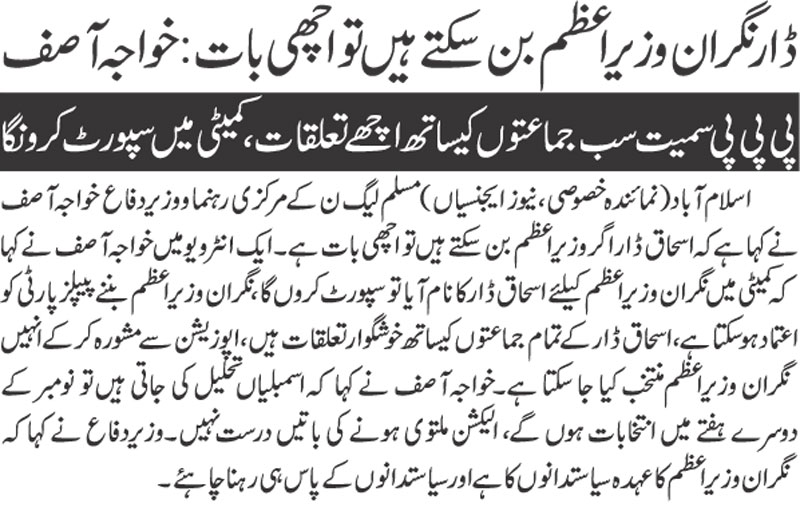 ڈار نگران وزیراعظم بن سکتے ہیں تو اچھی بات: خواجہ آصف
پی پی پی سمیت سب جماعتوں کیساتھ اچھے تعلقات، کمیٹی میں سپورٹ کرونگا
اسلام آباد (نمائندہ خصوصی، نیوز ایجنسیاں) مسلم لیگ ن کے مرکزی رہنما و وزیر دفاع خواجہ آصف
نے کہا ہے کہ اسحاق ڈار اگر وزیراعظم بن سکتے ہیں تو اچھی بات ہے۔ ایک انٹرویو میں خواجہ آصف نے کہا
کہ کمیٹی میں نگران وزیراعظم کیلئے اسحاق ڈار کا نام آیا تو سپورٹ کروں گا، نگران وزیراعظم بننے پیپلز پارٹی کو
اعتماد ہو سکتا ہے، اسحاق ڈار کے تمام جماعتوں کیساتھ خوشگوار تعلقات ہیں، اپوزیشن سے مشورہ کر کے انہیں
نگران وزیراعظم منتخب کیا جا سکتا ہے۔ خواجہ آصف نے کہا کہ اسمبلیاں تحلیل کی جاتی ہیں تو نومبر کے
دوسرے ہفتے میں انتخابات ہوں گے، الیکشن ملتوی ہونے کی باتیں درست نہیں۔ وزیر دفاع نے کہا کہ
نگران وزیراعظم کا عہدہ سیاستدانوں کا ہے اور سیاستدانوں کے پاس ہی رہنا چاہئے۔